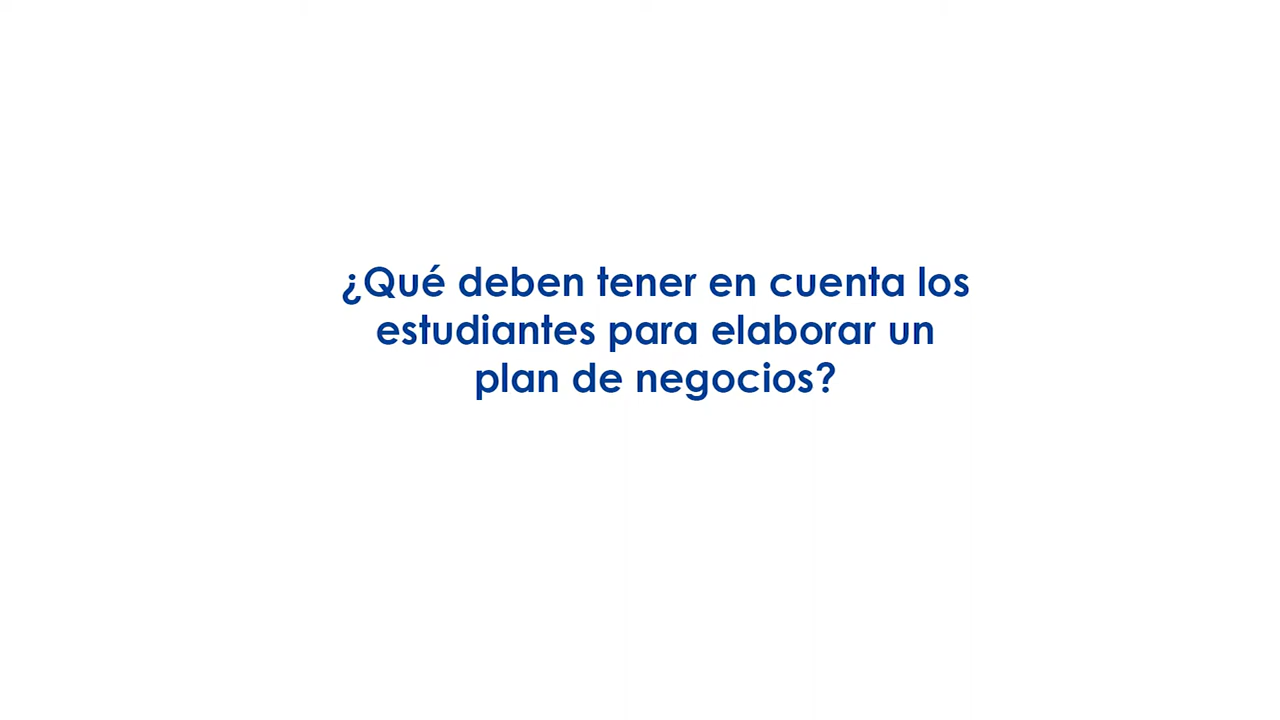 ¿Qué deben tener en cuenta los
estudiantes para elaborar un
plan de negocios?